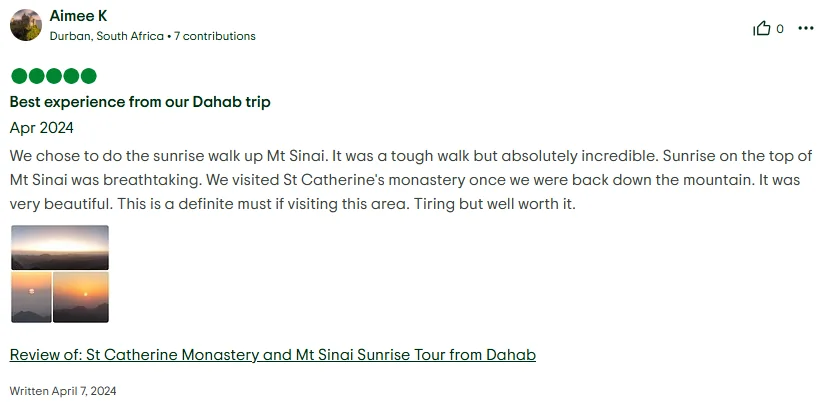 Aimee K
Durban, South Africa • 7 contributions
0
Best experience from our Dahab trip
Apr 2024
We chose to do the sunrise walk up Mt Sinai. It was a tough walk but absolutely incredible. Sunrise on the top of
Mt Sinai was breathtaking. We visited St Catherine's monastery once we were back down the mountain. It was
very beautiful. This is a definite must if visiting this area. Tiring but well worth it.
Review of: St Catherine Monastery and Mt Sinai Sunrise Tour from Dahab
Written April 7, 2024